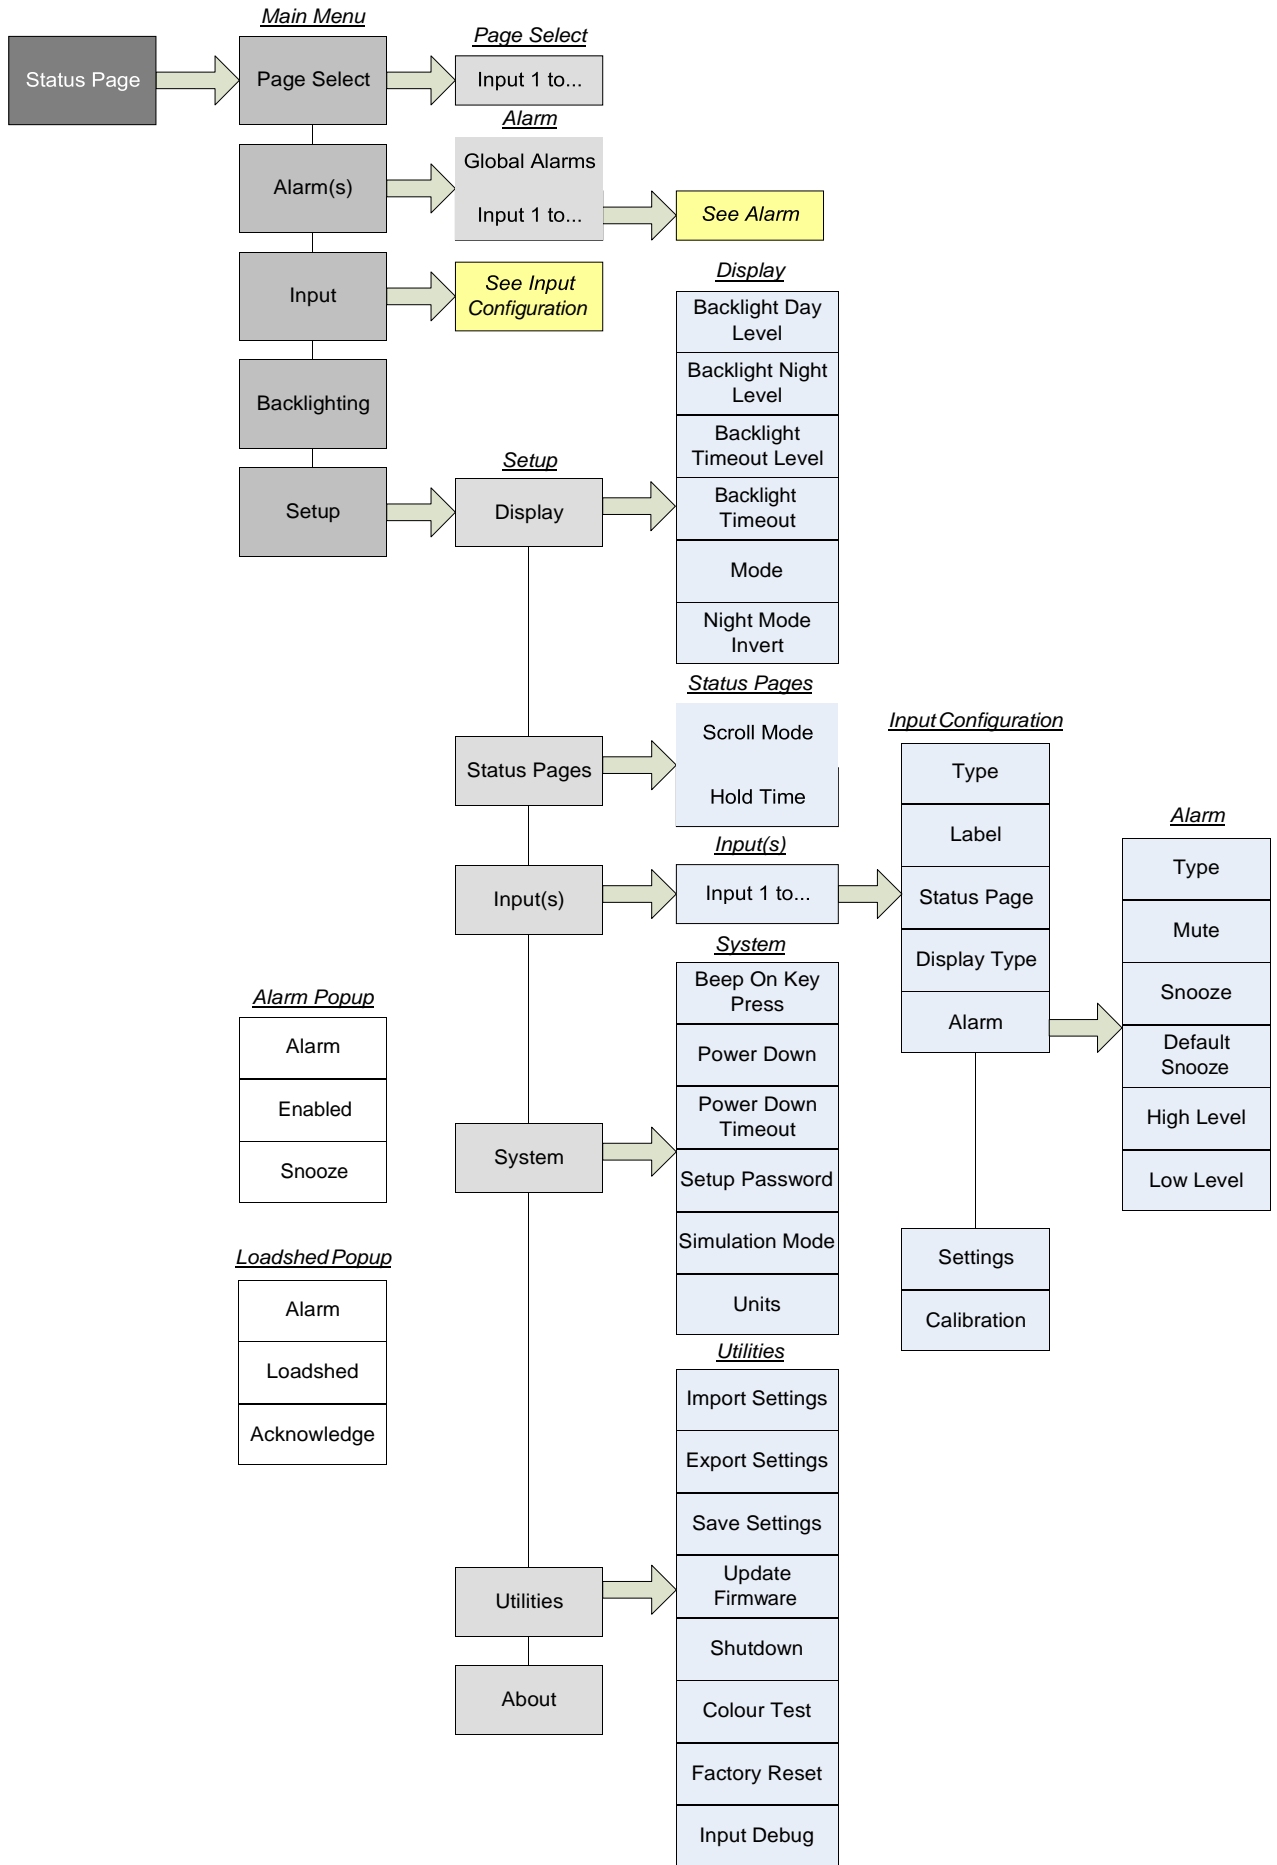 Main Menu
Status Page
Page Select
Page Select
Input 1 to...
Alarm(s)
Alarm
Global Alarms
Input 1 to...
See Alarm
Input
See Input
Configuration
Backlighting
Setup
Setup
Display
Display
Backlight Day
Level
Backlight Night
Level
Backlight
Timeout Level
Backlight
Timeout
Mode
Night Mode
Invert
Status Pages
Status Pages
Scroll Mode
Hold Time
Input(s)
Input(s)
Input 1 to...
Input Configuration
Type
Label
Status Page
Display Type
Alarm
Settings
Calibration
Alarm
Type
Mute
Snooze
Default
Snooze
High Level
Low Level
System
System
Beep On Key
Press
Power Down
Power Down
Timeout
Setup Password
Simulation Mode
Units
Alarm Popup
Alarm
Enabled
Snooze
Loadshed Popup
Alarm
Loadshed
Acknowledge
Utilities
Utilities
Import Settings
Export Settings
Save Settings
Update
Firmware
Shutdown
Colour Test
Factory Reset
Input Debug
About